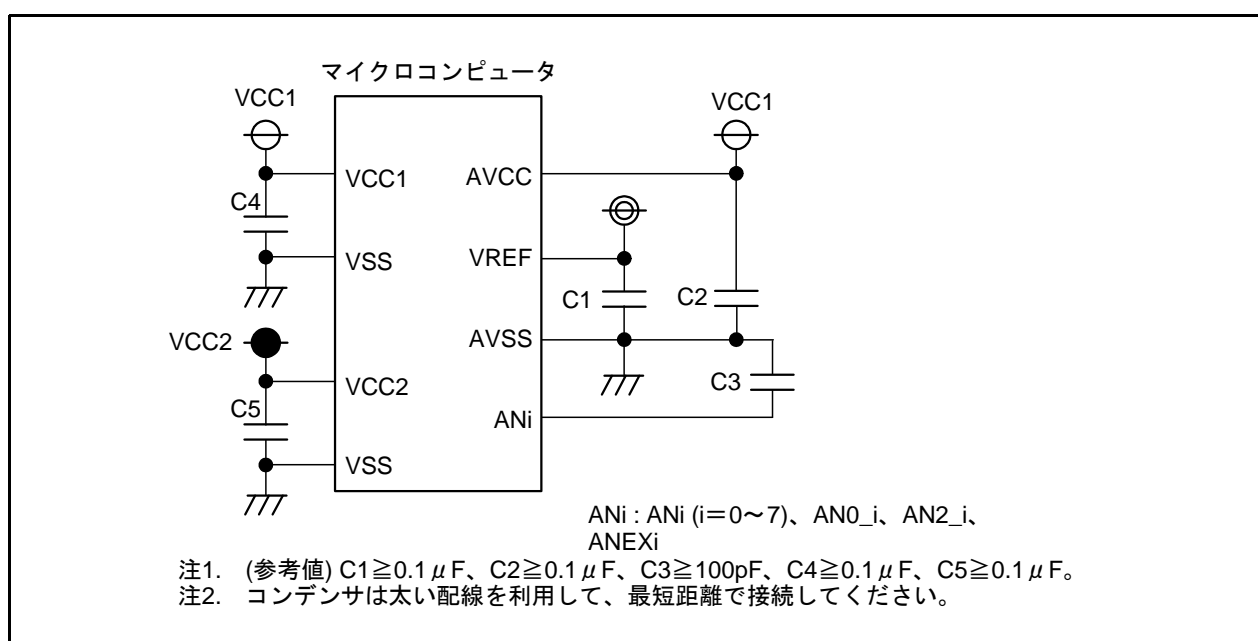 マイクロコンピュータ
VCC1
VCC1
VCC1
AVCC
C4
VREF
VSS
C1
C2
VCC2
AVSS
VCC2
C3
C5
ANi
VSS
ANi : ANi (i＝0～7)、AN0_i、AN2_i、
ANEXi
注1. (参考値) C1≧0.1μF、C2≧0.1μF、C3≧100pF、C4≧0.1μF、C5≧0.1μF。
注2. コンデンサは太い配線を利用して、最短距離で接続してください。